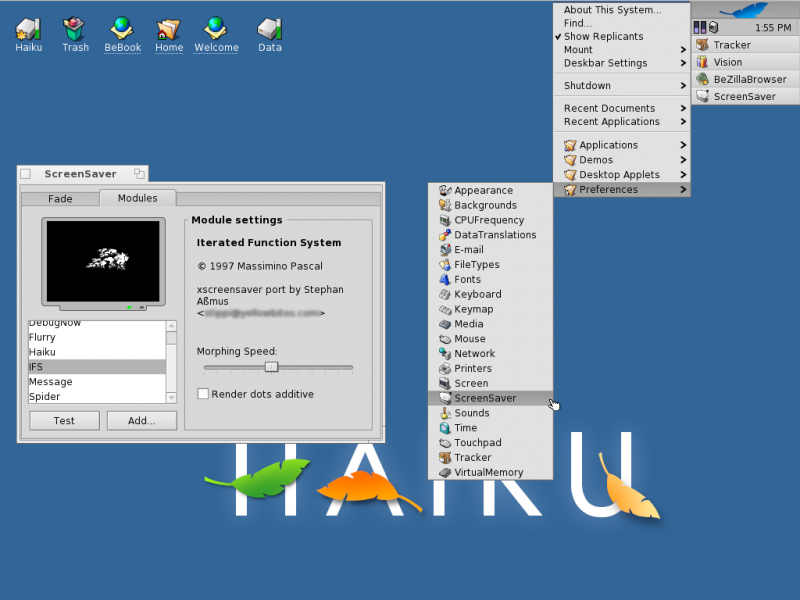 Haiku
Trash
BeBook
Home
Welcome
Data
About This System...
Find...
Show Replicants
Mount
Deskbar Settings
Shutdown
Recent Documents
Recent Applications
Applications
Demos
Desktop Applets
Preferences
1:55 PM
Tracker
Vision
BeZillaBrowser
ScreenSaver
ScreenSaver
Fade
Modules
DebugNow
Flurry
Haiku
IFS
Message
Spider
Test
Add...
Module settings
Iterated Function System
© 1997 Massimino Pascal
xscreensaver port by Stephan
Aßmus
Morphing Speed:
Render dots additive
Appearance
Backgrounds
CPUFrequency
DataTranslations
E-mail
FileTypes
Fonts
Keyboard
Keymap
Media
Mouse
Network
Printers
Screen
ScreenSaver
Sounds
Time
Touchpad
Tracker
VirtualMemory
HAIKU